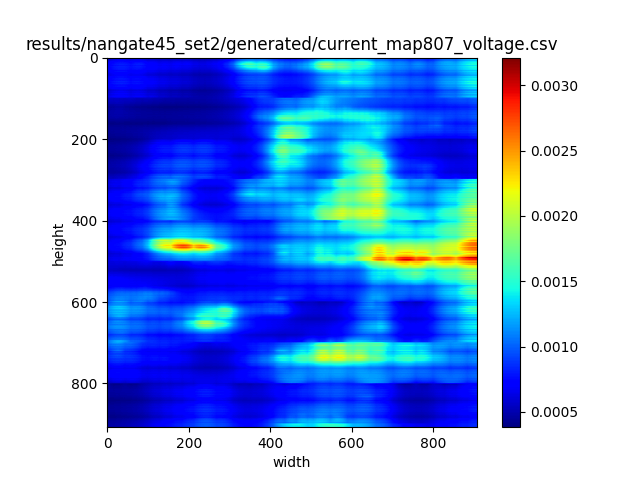 results/nangate45_set2/generated/current_map807_voltage.csv
0
200
400
600
800
height
0 200 400 600 800
width
0.0030
0.0025
0.0020
0.0015
0.0010
0.0005